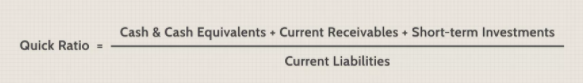 Cash & Cash Equivalents + Current Receivables + Short-term Investments
Quick Ratio =
Current Liabilities